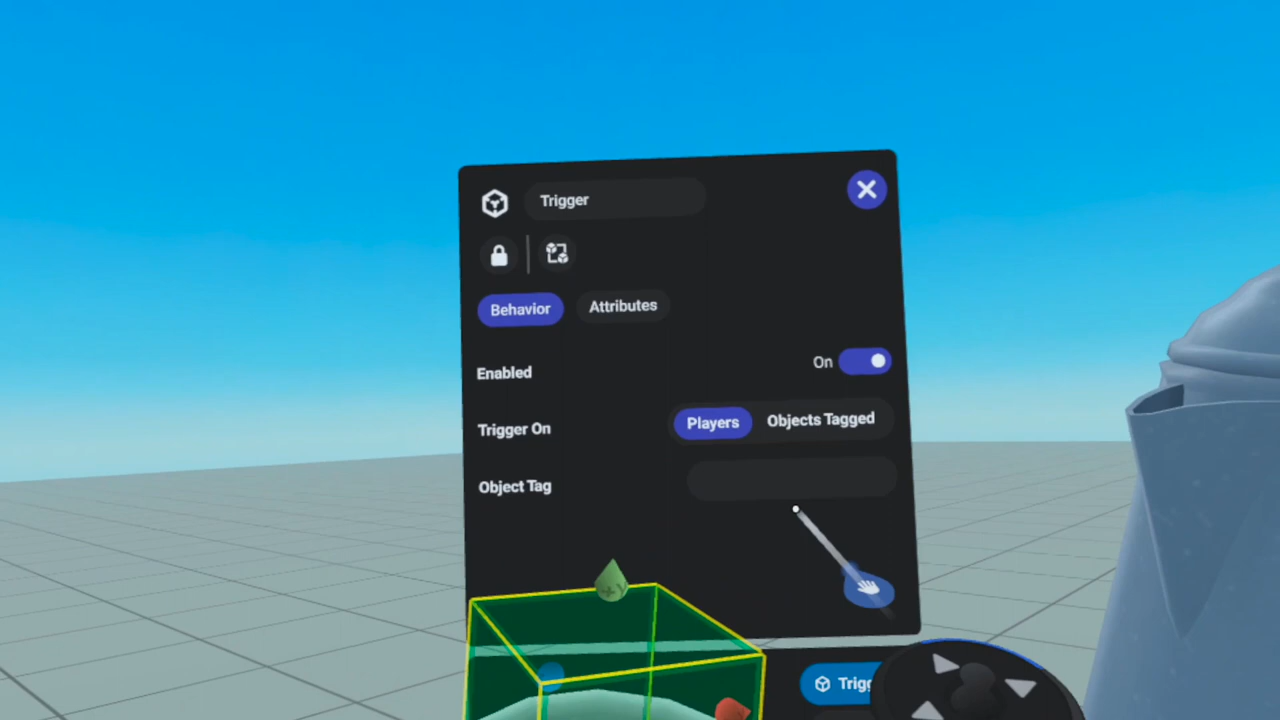 Trigger
Behavior
Attributes
Enabled
On
Trigger On
Players
Objects Tagged
Object Tag